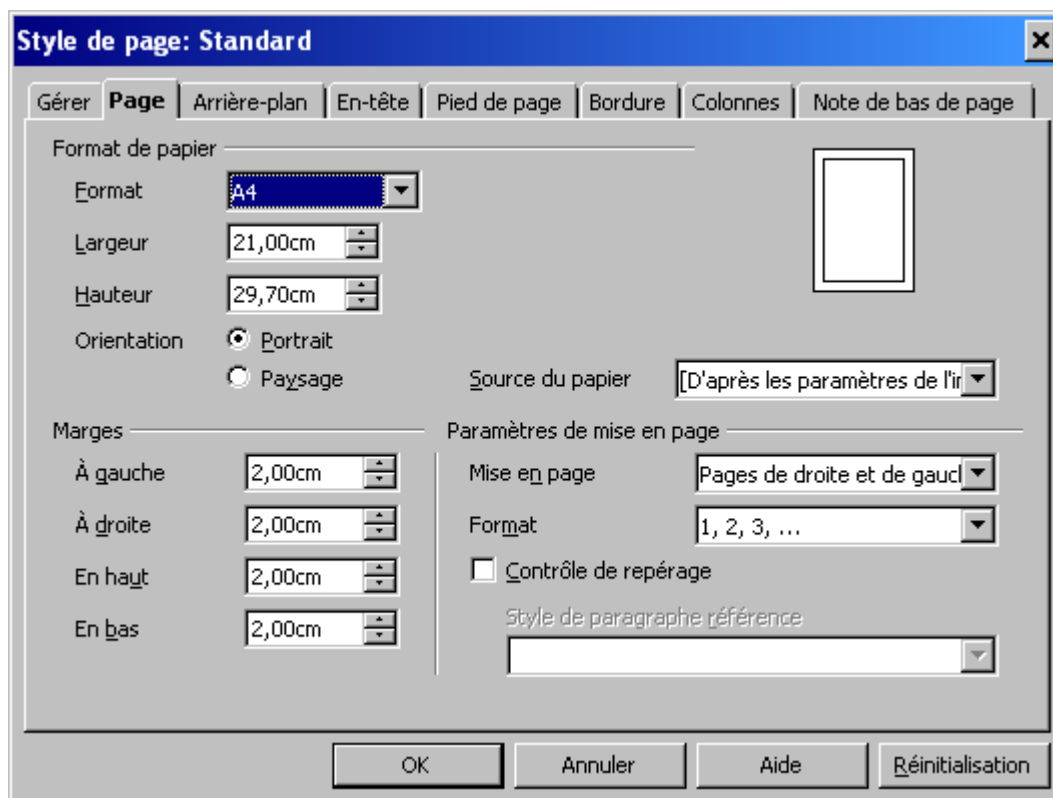 Style de page: Standard
Gérer Page Arrière-plan En-tête Pied de page Bordure Colonnes Note de bas de page
Format de papier
Format A4
Largeur 21,00cm
Hauteur 29,70cm
Orientation Portrait
Paysage Source du papier [D'après les paramètres de l'ir
Marges Paramètres de mise en page
À gauche 2,00cm Mise en page Pages de droite et de gaucl
À droite 2,00cm Format 1, 2, 3, ...
En haut 2,00cm Contrôle de repérage
En bas 2,00cm Style de paragraphe référence
OK Annuler Aide Réinitialisation